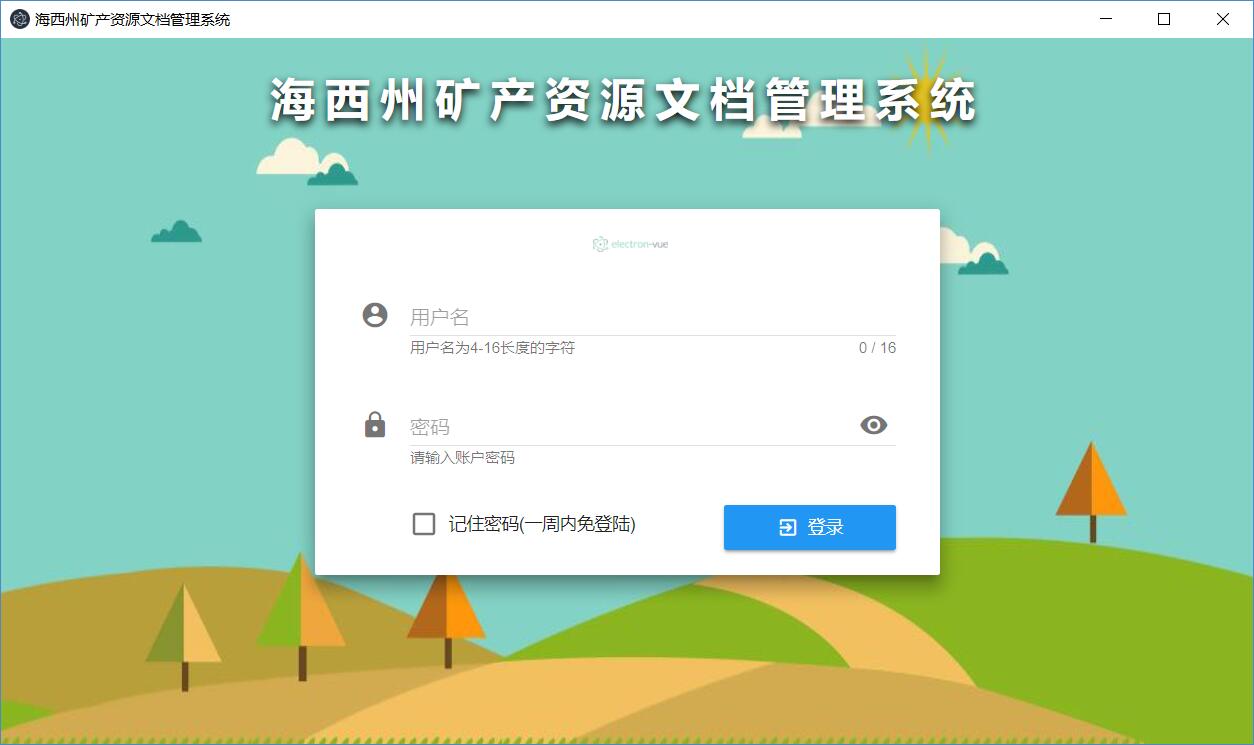 海西州矿产资源文档管理系统
海西州矿产资源文档管理系统
electron-vue
用户名
用户名为4-16长度的字符 0 / 16
密码
请输入账户密码
记住密码(一周内免登陆) 登录